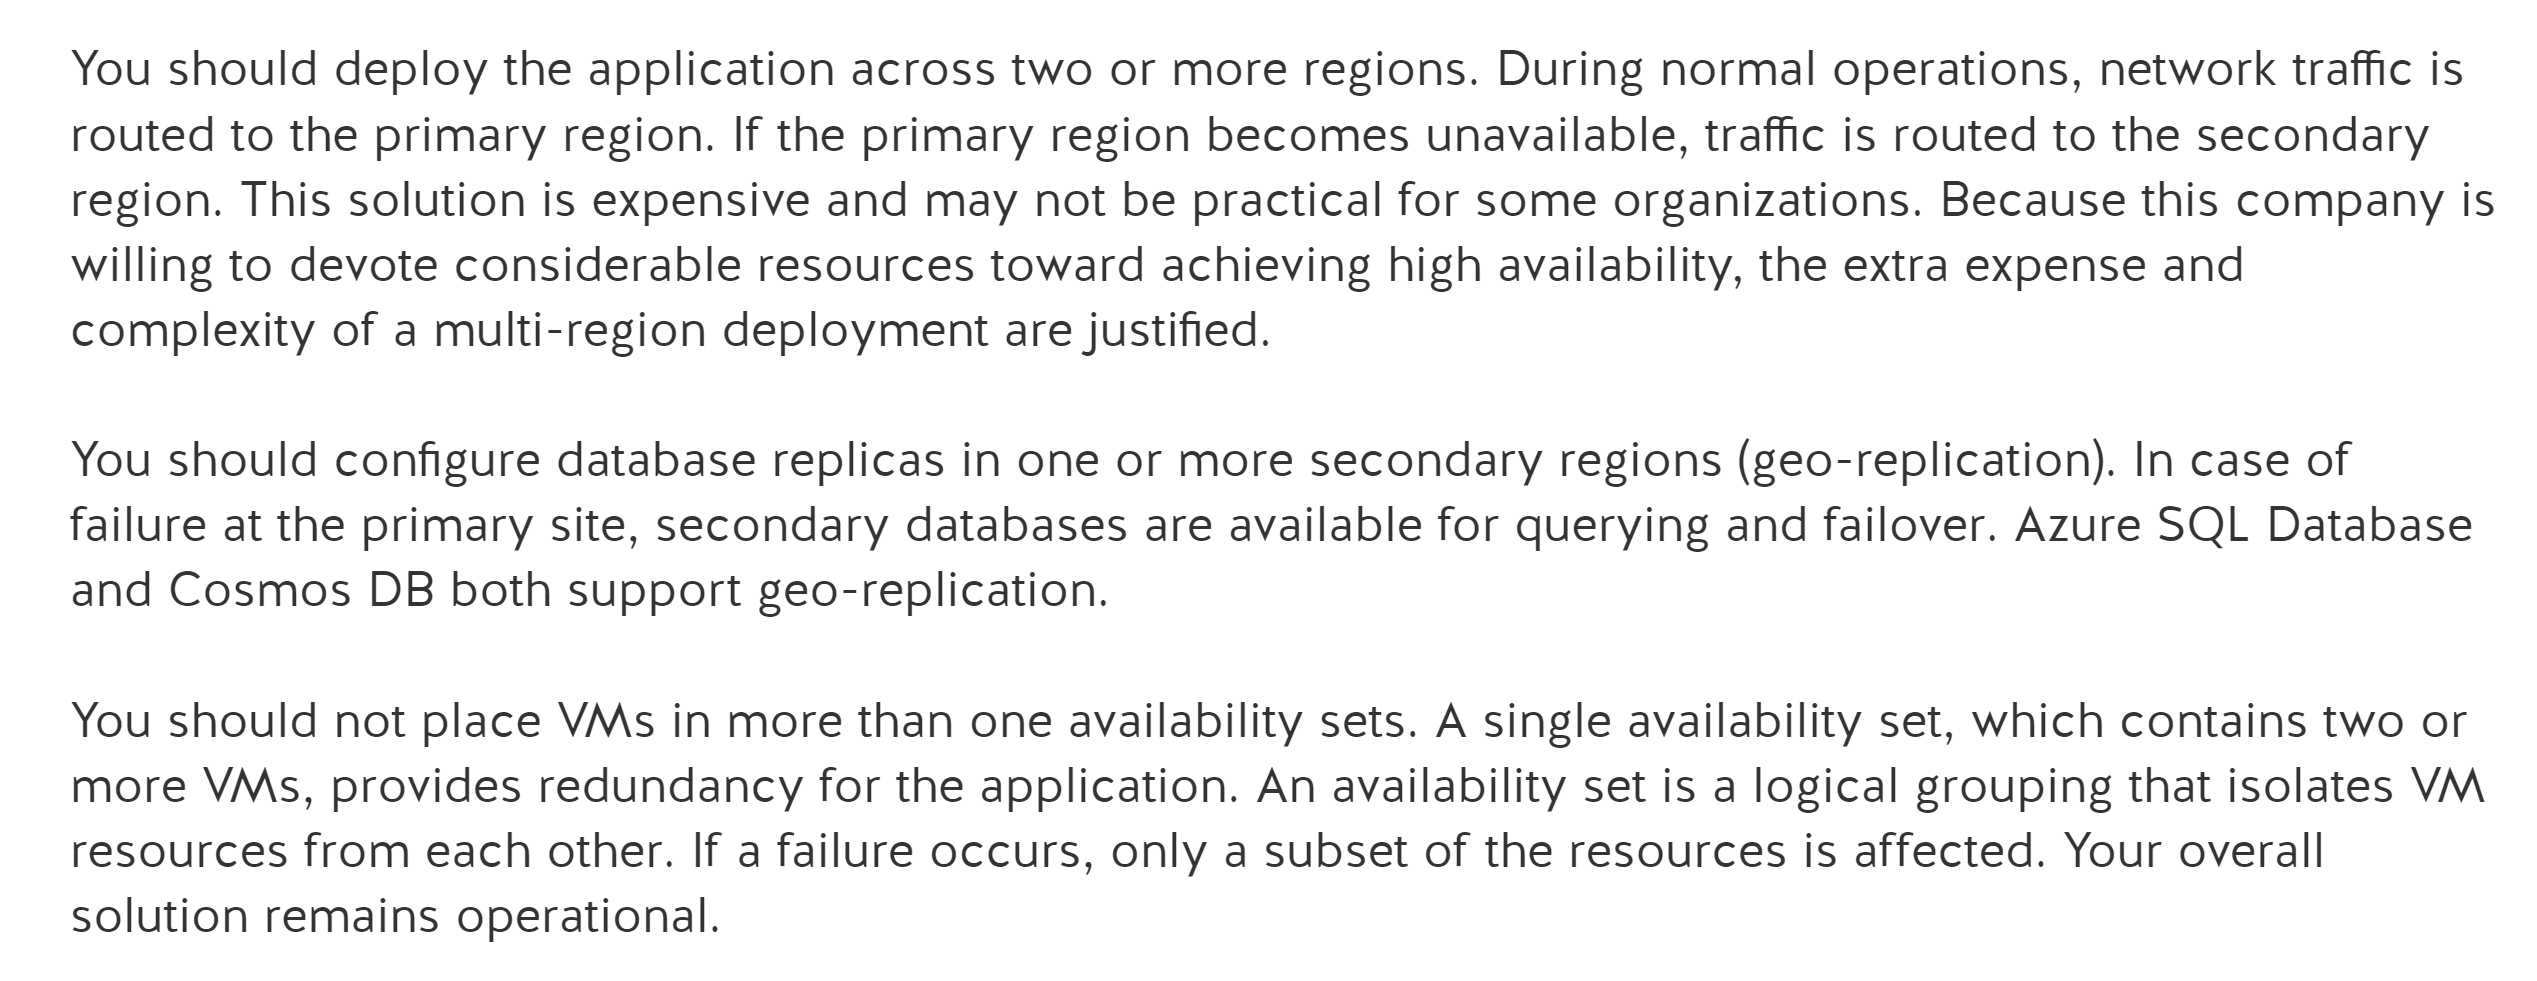 You should deploy the application across two or more regions. During normal operations, network traffic is
routed to the primary region. If the primary region becomes unavailable, traffic is routed to the secondary
region. This solution is expensive and may not be practical for some organizations. Because this company is
willing to devote considerable resources toward achieving high availability, the extra expense and
complexity of a multi-region deployment are justified.
You should configure database replicas in one or more secondary regions (geo-replication). In case of
failure at the primary site, secondary databases are available for querying and failover. Azure SQL Database
and Cosmos DB both support geo-replication.
You should not place VMs in more than one availability sets. A single availability set, which contains two or
more VMs, provides redundancy for the application. An availability set is a logical grouping that isolates VM
resources from each other. If a failure occurs, only a subset of the resources is affected. Your overall
solution remains operational.